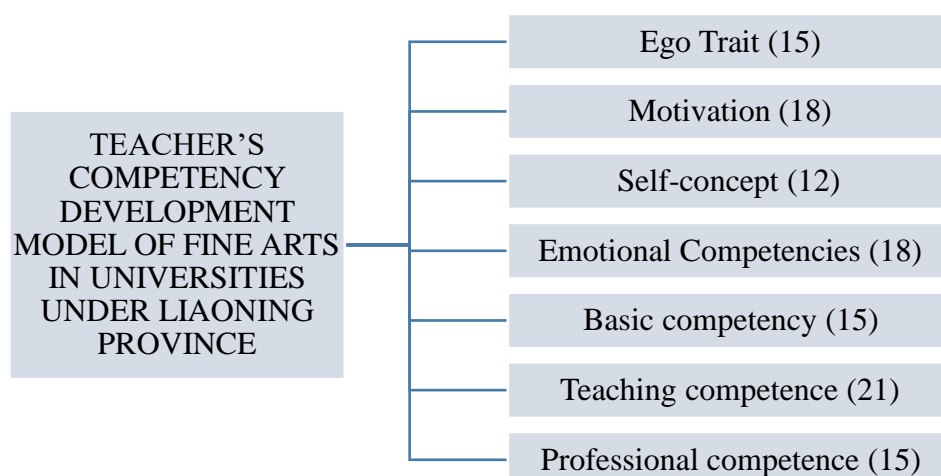 TEACHER'S
COMPETENCY
DEVELOPMENT
MODEL OF FINE ARTS
IN UNIVERSITIES
UNDER LIAONING
PROVINCE
Ego Trait (15)
Motivation (18)
Self-concept (12)
Emotional Competencies (18)
Basic competency (15)
Teaching competence (21)
Professional competence (15)